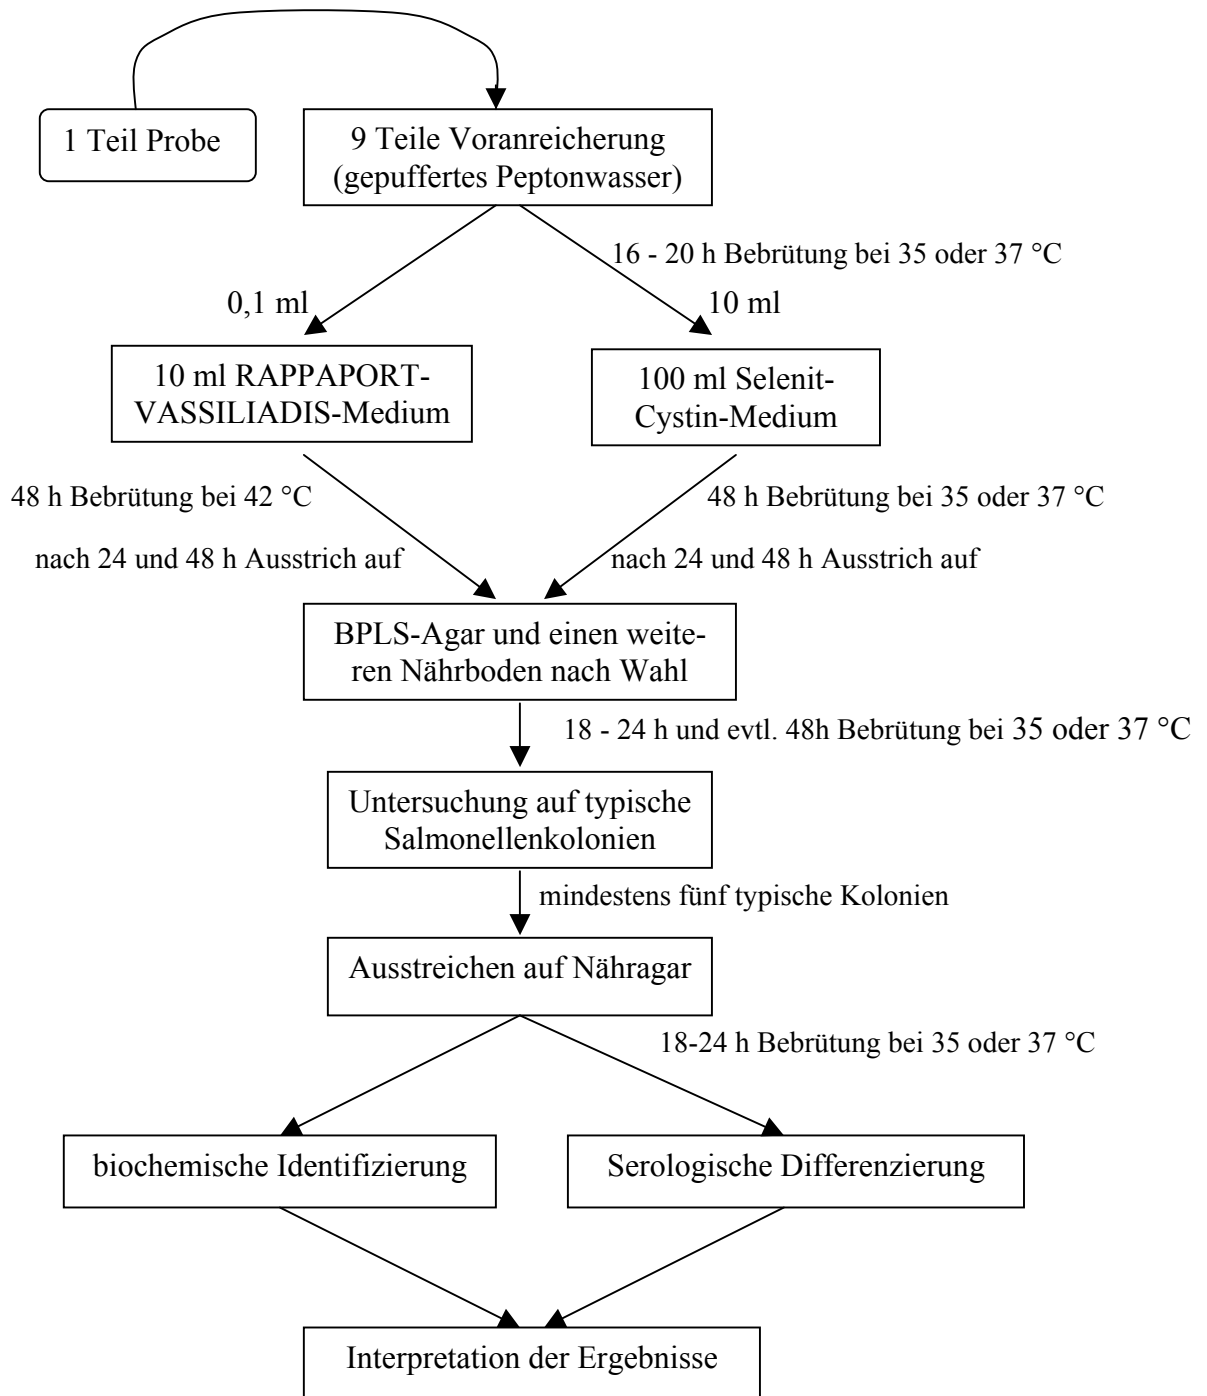 1 Teil Probe
9 Teile Voranreicherung
(gepuffertes Peptonwasser)
16 - 20 h Bebrütung bei 35 oder 37 °C
0,1 ml
10 ml
10 ml RAPPAPORT-
VASSILIADIS-Medium
100 ml Selenit-
Cystin-Medium
48 h Bebrütung bei 42 °C
48 h Bebrütung bei 35 oder 37 °C
nach 24 und 48 h Ausstrich auf
nach 24 und 48 h Ausstrich auf
BPLS-Agar und einen weite-
ren Nährboden nach Wahl
18 - 24 h und evtl. 48h Bebrütung bei 35 oder 37 °C
Untersuchung auf typische
Salmonellenkolonien
mindestens fünf typische Kolonien
Ausstreichen auf Nähragar
18-24 h Bebrütung bei 35 oder 37 °C
biochemische Identifizierung
Serologische Differenzierung
Interpretation der Ergebnisse